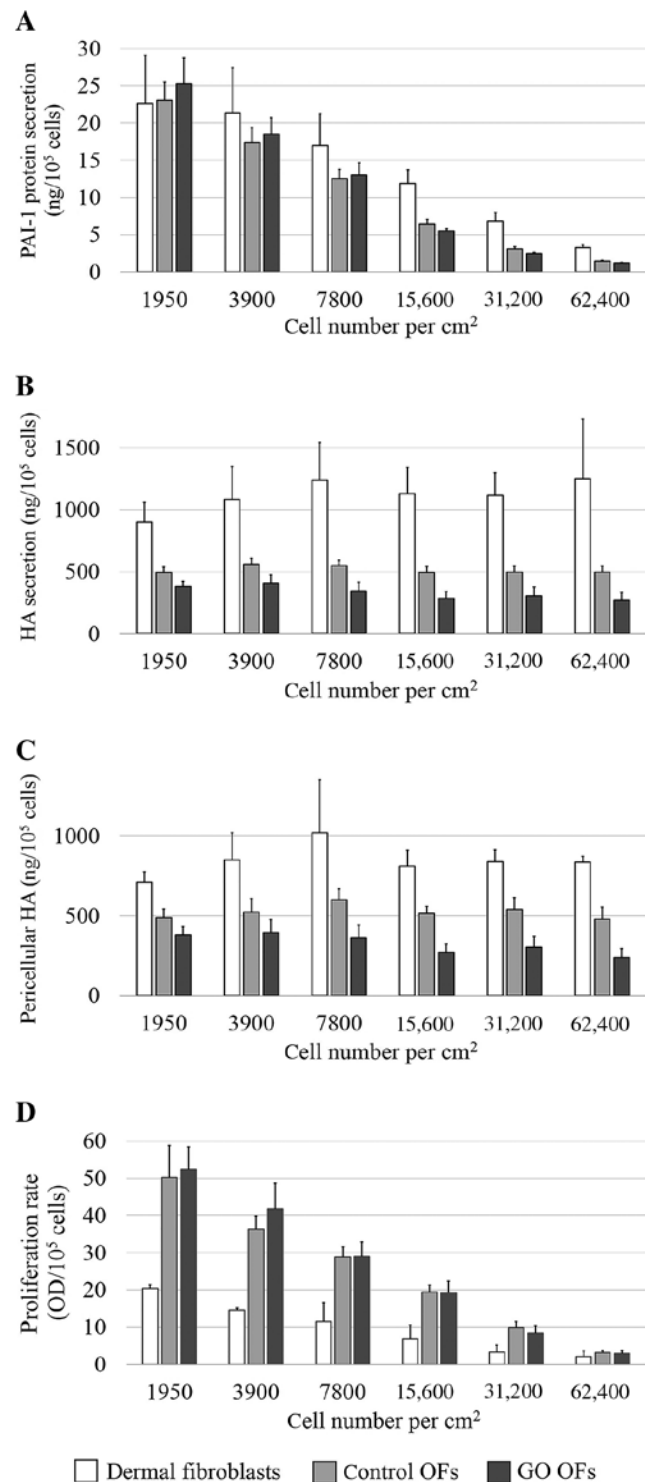 A
PAI-1 protein secretion
(ng/10⁵ cells)
30
25
20
15
10
5
0
1950 3900 7800 15,600 31,200 62,400
Cell number per cm²
B
HA secretion (ng/10⁵ cells)
1500
1000
500
0
1950 3900 7800 15,600 31,200 62,400
Cell number per cm²
C
Pericellular HA (ng/10⁵ cells)
1000
500
0
1950 3900 7800 15,600 31,200 62,400
Cell number per cm²
D
Proliferation rate
(OD/10⁵ cells)
60
50
40
30
20
10
0
1950 3900 7800 15,600 31,200 62,400
Cell number per cm²
Dermal fibroblasts Control OFs GO OFs